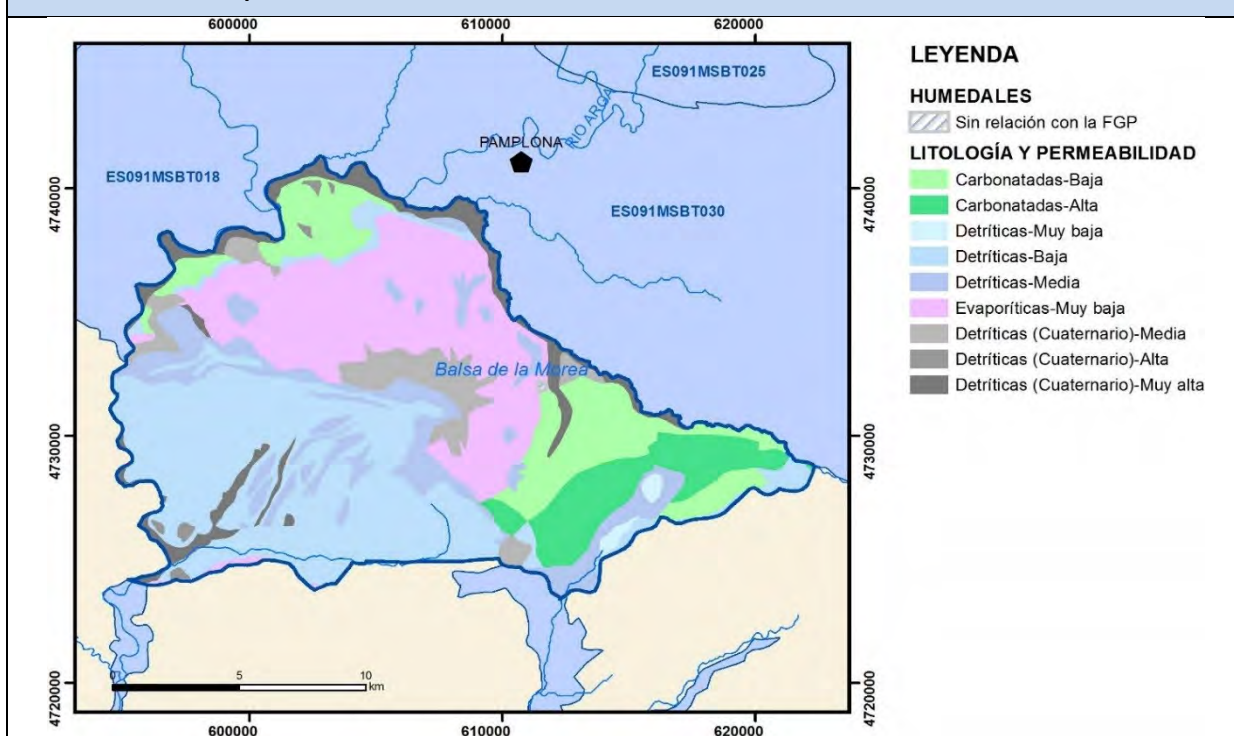 600000
610000
620000
ES091MSBT025
RIO ARGA
PAMPLONA
ES091MSBT018
ES091MSBT030
4740000
4740000
Balsa de la Morea
4730000
4730000
4720000
4720000
0 5 10
km
600000
610000
620000
LEYENDA
HUMEDALES
Sin relación con la FGP
LITOLOGÍA Y PERMEABILIDAD
Carbonatadas-Baja
Carbonatadas-Alta
Detríticas-Muy baja
Detríticas-Baja
Detríticas-Media
Evaporíticas-Muy baja
Detríticas (Cuaternario)-Media
Detríticas (Cuaternario)-Alta
Detríticas (Cuaternario)-Muy alta